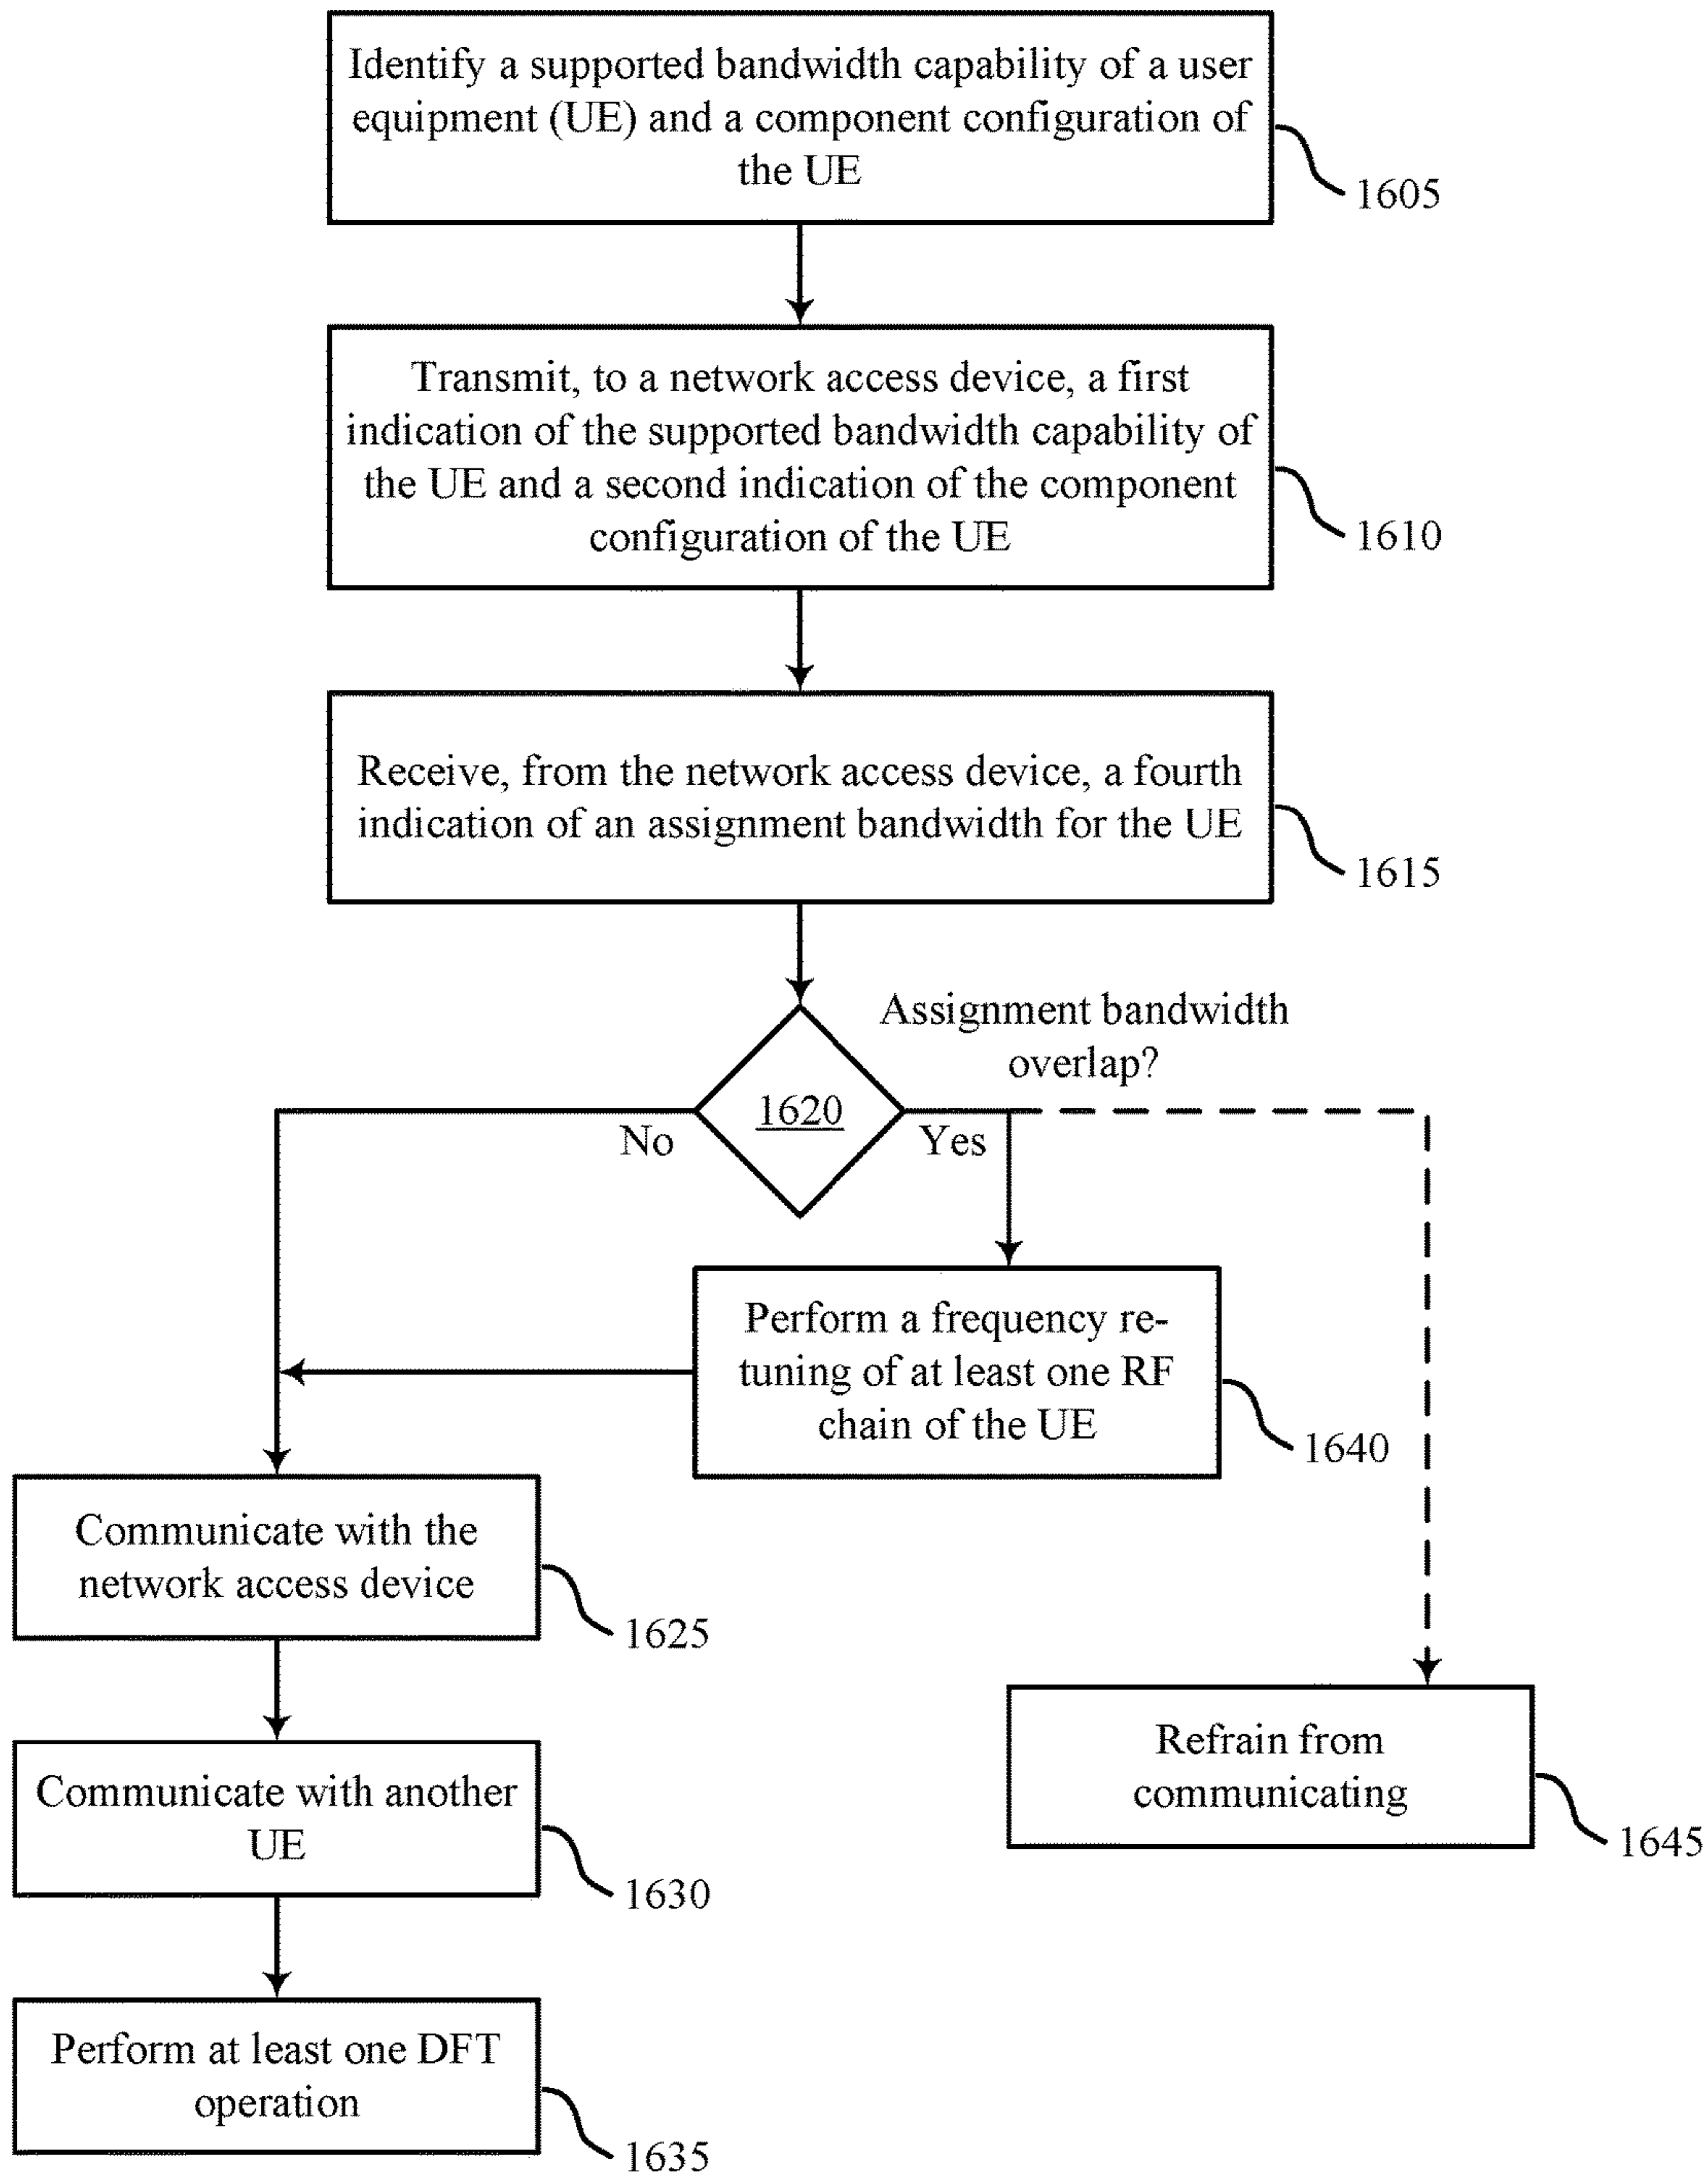 Identify a supported bandwidth capability of a user
equipment (UE) and a component configuration of
the UE
1605
Transmit, to a network access device, a first
indication of the supported bandwidth capability of
the UE and a second indication of the component
configuration of the UE
1610
Receive, from the network access device, a fourth
indication of an assignment bandwidth for the UE
1615
Assignment bandwidth
overlap?
1620
No
Yes
Perform a frequency re-
tuning of at least one RF
chain of the UE
1640
Communicate with the
network access device
1625
Refrain from
communicating
1645
Communicate with another
UE
1630
Perform at least one DFT
operation
1635